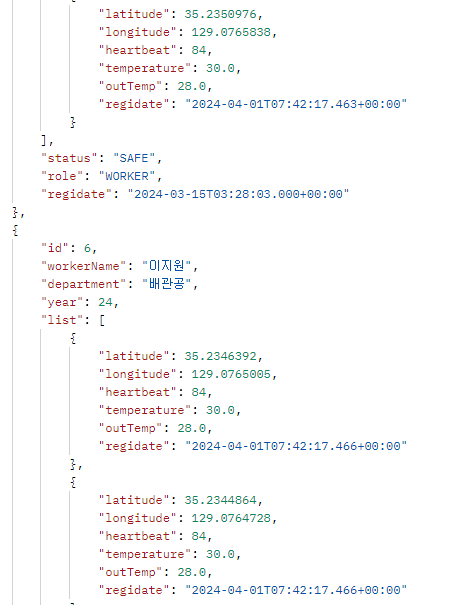 "latitude": 35.2350976,
"longitude": 129.0765838,
"heartbeat": 84,
"temperature": 30.0,
"outTemp": 28.0,
"regidate": "2024-04-01T07:42:17.463+00:00"
}
],
"status": "SAFE",
"role": "WORKER",
"regidate": "2024-03-15T03:28:03.000+00:00"
},
{
"id": 6,
"workerName": "이지원",
"department": "배관공",
"year": 24,
"list": [
{
"latitude": 35.2346392,
"longitude": 129.0765005,
"heartbeat": 84,
"temperature": 30.0,
"outTemp": 28.0,
"regidate": "2024-04-01T07:42:17.466+00:00"
},
{
"latitude": 35.2344864,
"longitude": 129.0764728,
"heartbeat": 84,
"temperature": 30.0,
"outTemp": 28.0,
"regidate": "2024-04-01T07:42:17.466+00:00"